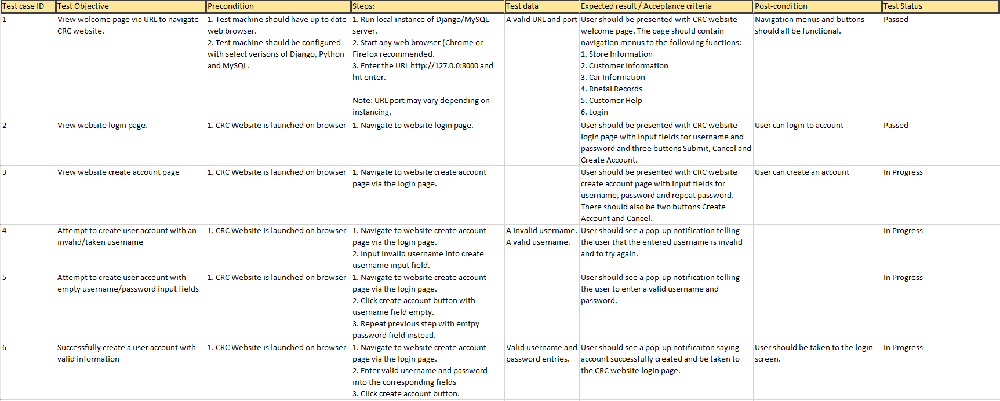 Test case ID
Test Objective
Precondition
Steps:
Test data
Expected result / Acceptance criteria
Post-condition
Test Status
1
View welcome page via URL to navigate
CRC website.
1. Test machine should have up to date
web browser.
2. Test machine should be configured
with select verisons of Django, Python
and MySQL.
1. Run local instance of Django/MySQL
server.
2. Start any web browser (Chrome or
Firefox recommended.
3. Enter the URL http://127.0.0:8000 and
hit enter.
Note: URL port may vary depending on
instancing.
A valid URL and port
User should be presented with CRC website
welcome page. The page should contain
navigation menus to the following functions:
1. Store Information
2. Customer Information
3. Car Information
4. Rnetal Records
5. Customer Help
6. Login
Navigation menus and buttons
should all be functional.
Passed
2
View website login page.
1. CRC Website is launched on browser
1. Navigate to website login page.
User should be presented with CRC website
login page with input fields for username and
password and three buttons Submit, Cancel and
Create Account.
User can login to account
Passed
3
View website create account page
1. CRC Website is launched on browser
1. Navigate to website create account
page via the login page.
User should be presented with CRC website
create account page with input fields for
username, password and repeat password.
There should also be two buttons Create
Account and Cancel.
User can create an account
In Progress
4
Attempt to create user account with an
invalid/taken username
1. CRC Website is launched on browser
1. Navigate to website create account
page via the login page.
2. Input invalid username into create
username input field.
A invalid username.
A valid username.
User should see a pop-up notification telling
the user that the entered username is invalid
and to try again.
In Progress
5
Attempt to create user account with
empty username/password input fields
1. CRC Website is launched on browser
1. Navigate to website create account
page via the login page.
2. Click create account button with
username field empty.
3. Repeat previous step with emtpy
password field instead.
User should see a pop-up notification telling
the user to enter a valid username and
password.
In Progress
6
Successfully create a user account with
valid information
1. CRC Website is launched on browser
1. Navigate to website create account
page via the login page.
2. Enter valid username and password
into the corresponding fields
3. Click create account button.
Valid username and
password entries.
User should see a pop-up notificaiton saying
account successfully created and be taken to
the CRC website login page.
User should be taken to the login
screen.
In Progress